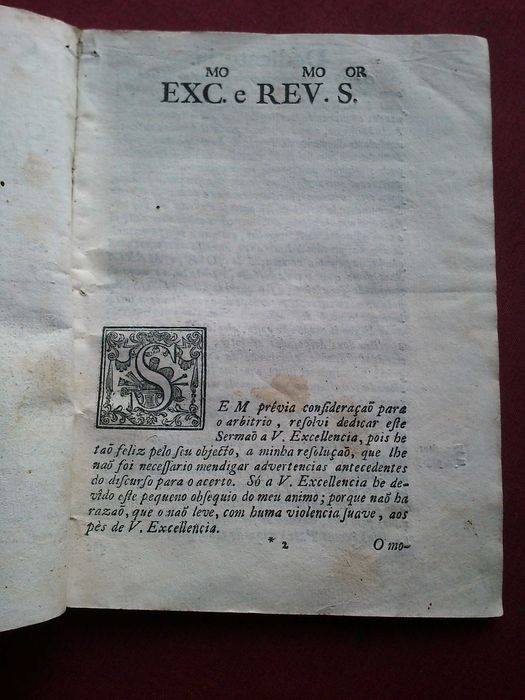 EXC.MO e REV.MO S.OR
SE M prévia consideraçaõ para
o arbitrio, resolvi dedicar este
Sermaõ a V. Excellencia, pois he
taõ feliz pelo seu objecto, a minha resoluçaõ, que lhe
naõ foi necessario mendigar advertencias antecedentes
do discurso para o acerto. Só a V. Excellencia he de-
vido este pequeno obsequio do meu animo; porque naõ ha
razaõ, que o naõ leve, com huma violencia suave, aos
pès de V. Excellencia.
* 2 O mo-